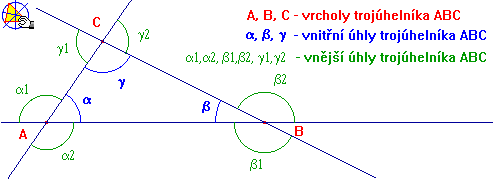 C
A, B, C - vrcholy trojúhelníka ABC
γ1
γ2
α, β, γ - vnitřní úhly trojúhelníka ABC
α1,α2, β1,β2, γ1,γ2 - vnější úhly trojúhelníka ABC
γ
β2
α1
α
β
A
B
α2
β1